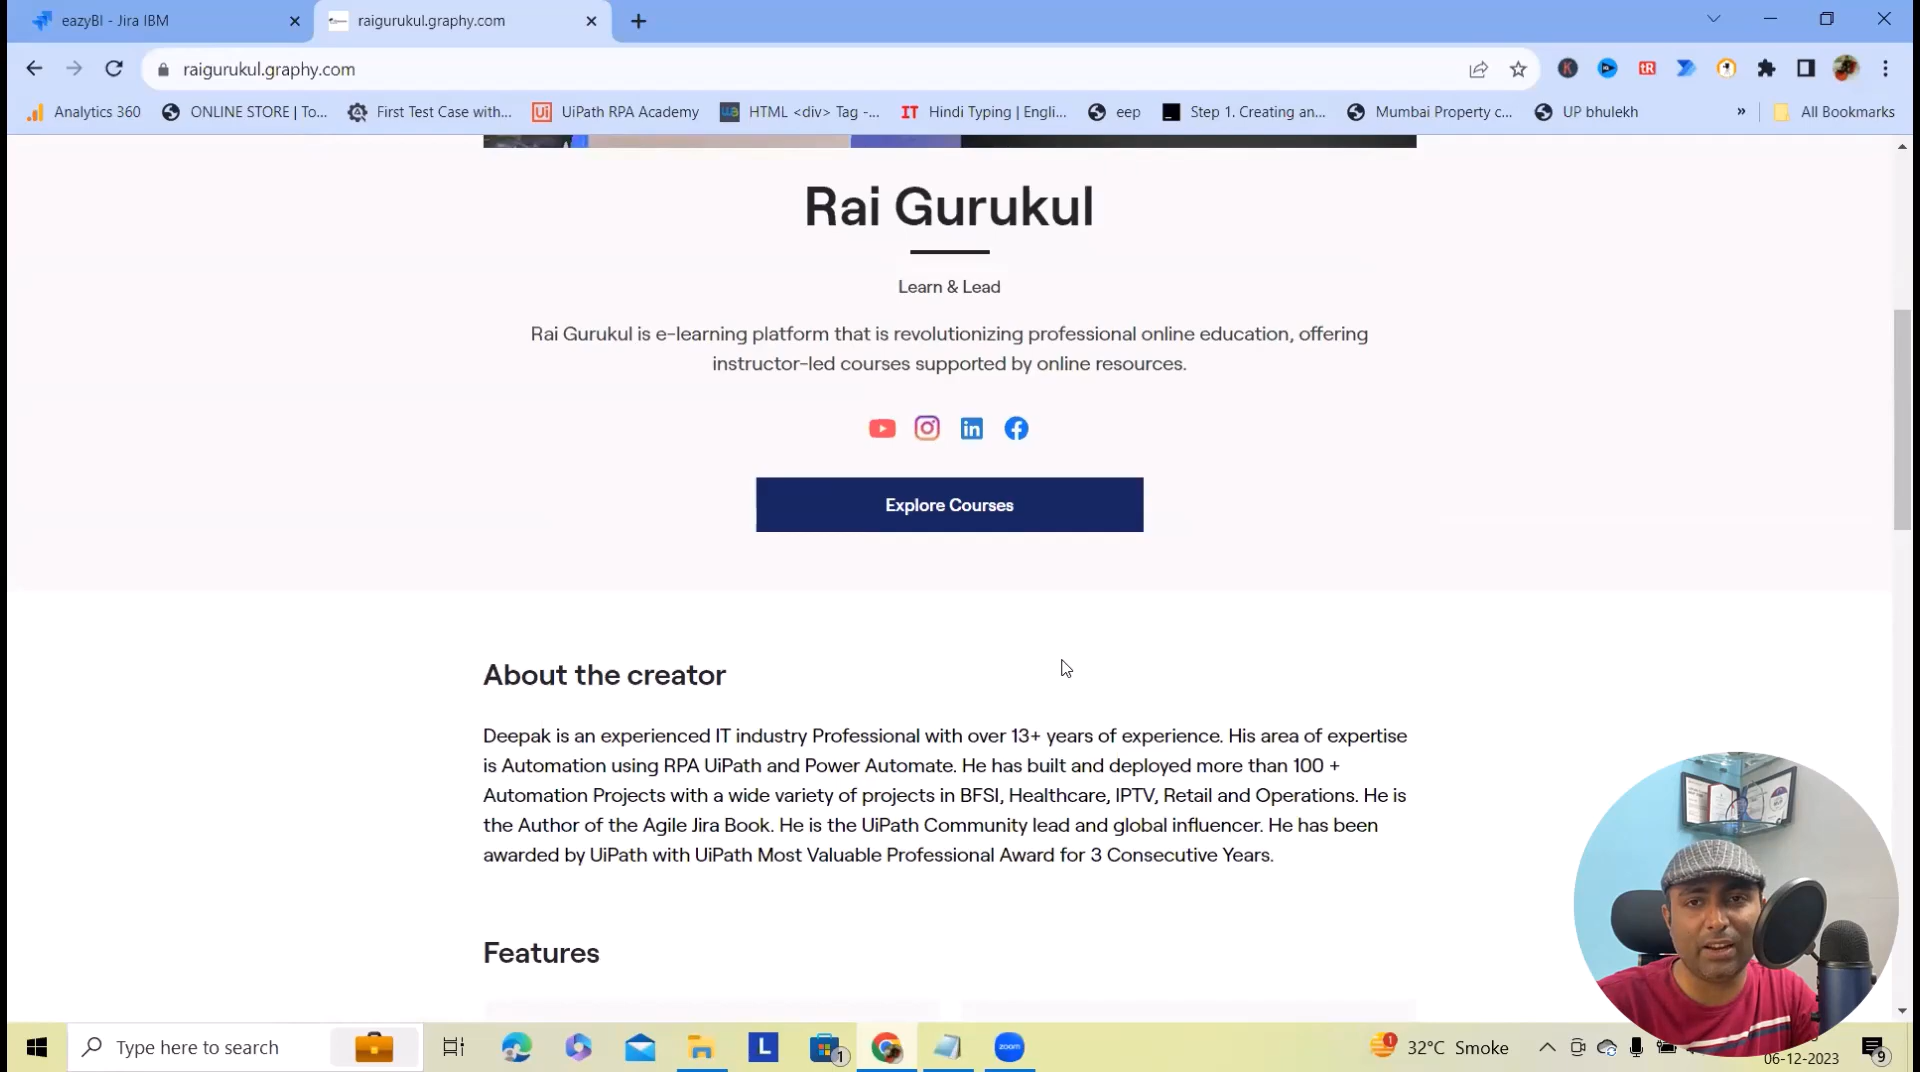 eazyBI - Jira IBM
raigurukul.graphy.com
raigurukul.graphy.com
Analytics 360
ONLINE STORE | To...
First Test Case with...
UiPath RPA Academy
HTML <div> Tag -...
Hindi Typing | Engli...
eep
Step 1. Creating an...
Mumbai Property c...
UP bhulekh
»
All Bookmarks
Rai Gurukul
Learn & Lead
Rai Gurukul is e-learning platform that is revolutionizing professional online education, offering
instructor-led courses supported by online resources.
Explore Courses
About the creator
Deepak is an experienced IT industry Professional with over 13+ years of experience. His area of expertise
is Automation using RPA UiPath and Power Automate. He has built and deployed more than 100 +
Automation Projects with a wide variety of projects in BFSI, Healthcare, IPTV, Retail and Operations. He is
the Author of the Agile Jira Book. He is the UiPath Community lead and global influencer. He has been
awarded by UiPath with UiPath Most Valuable Professional Award for 3 Consecutive Years.
Features
Type here to search
L
1
zoom
1
32°C Smoke
06-12-2023
9